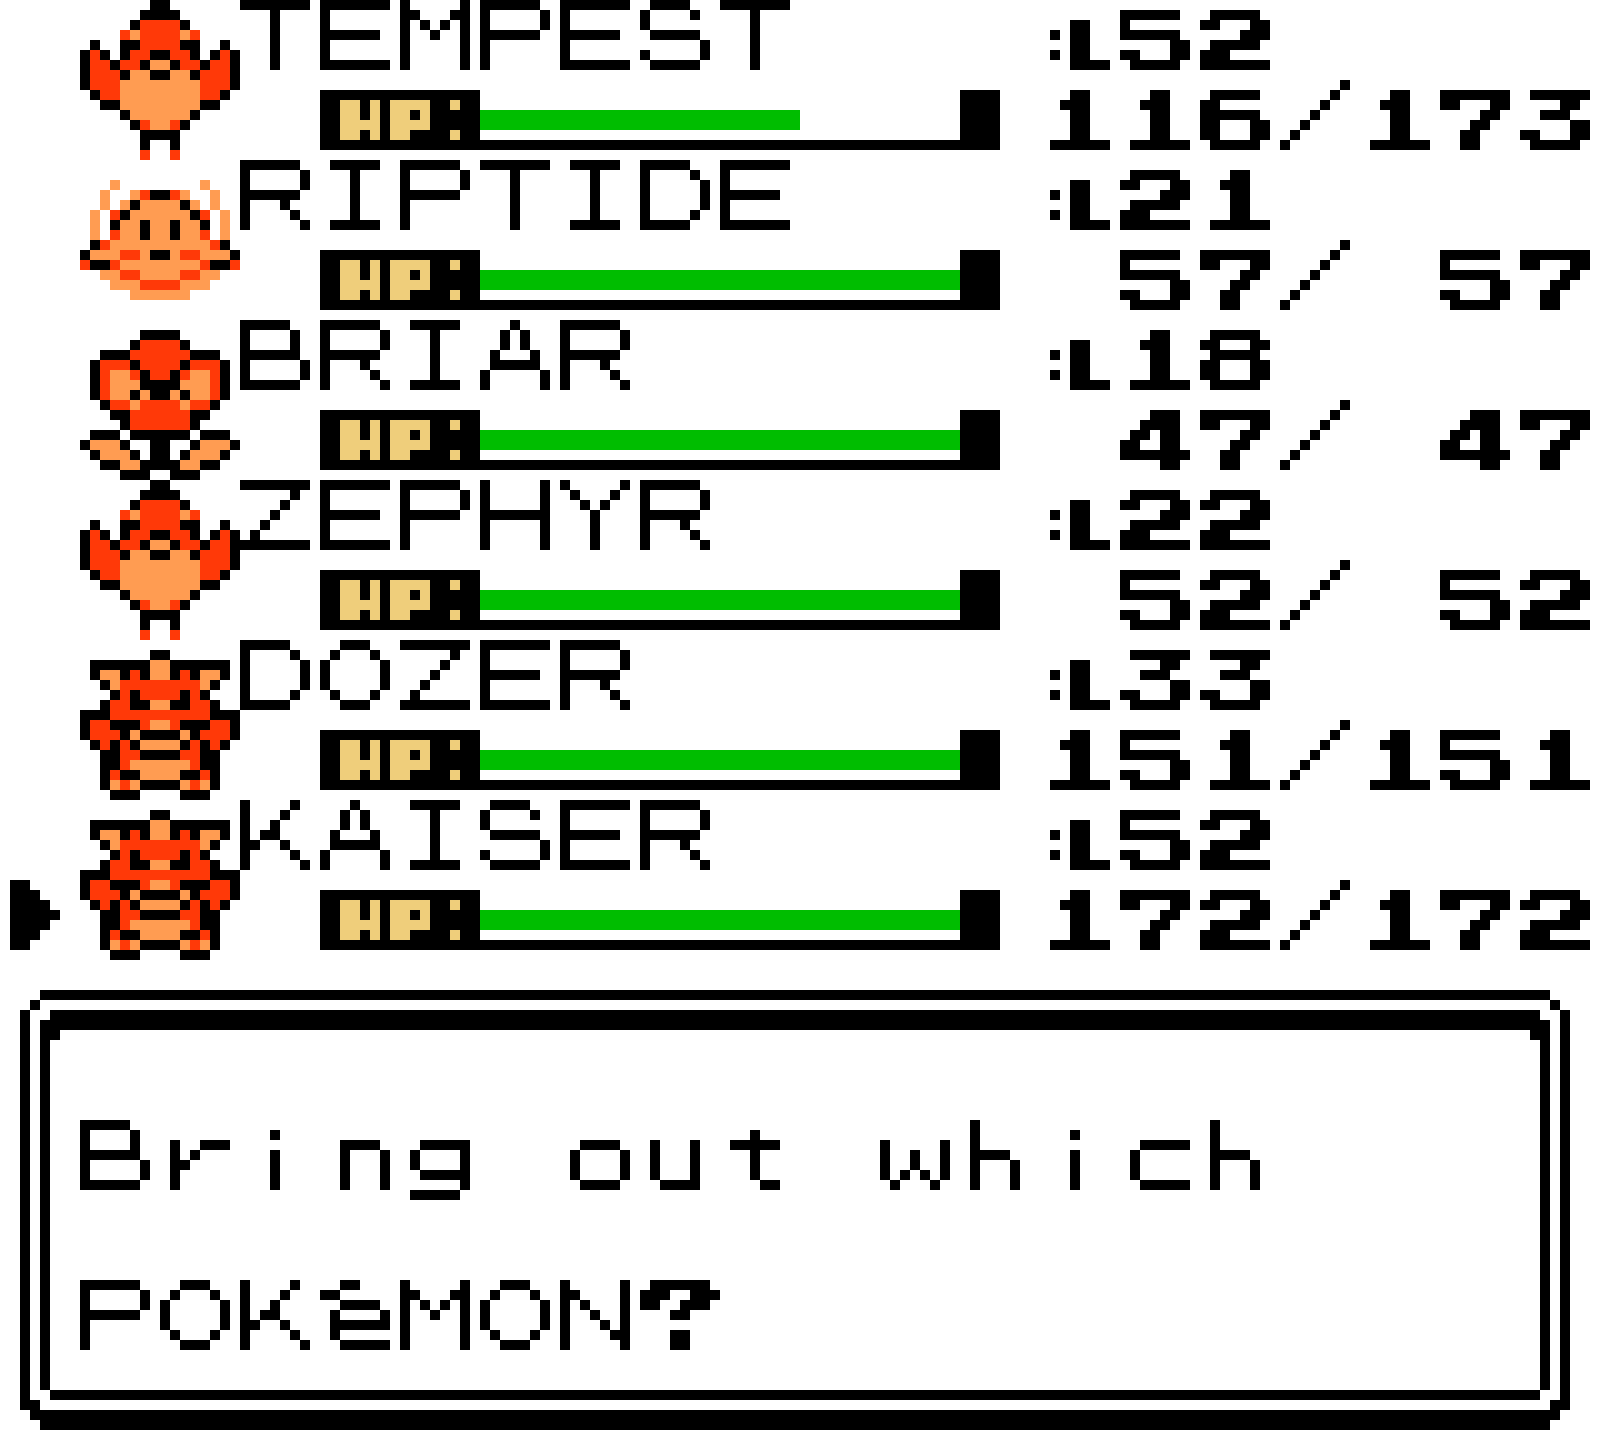 TEMPEST :L52
HP: 116/173
RIPTIDE :L21
HP: 57/ 57
BRIAR :L18
HP: 47/ 47
ZEPHYR :L22
HP: 52/ 52
DOZER :L33
HP: 151/151
KAISER :L52
HP: 172/172
Bring out which
POKéMON?